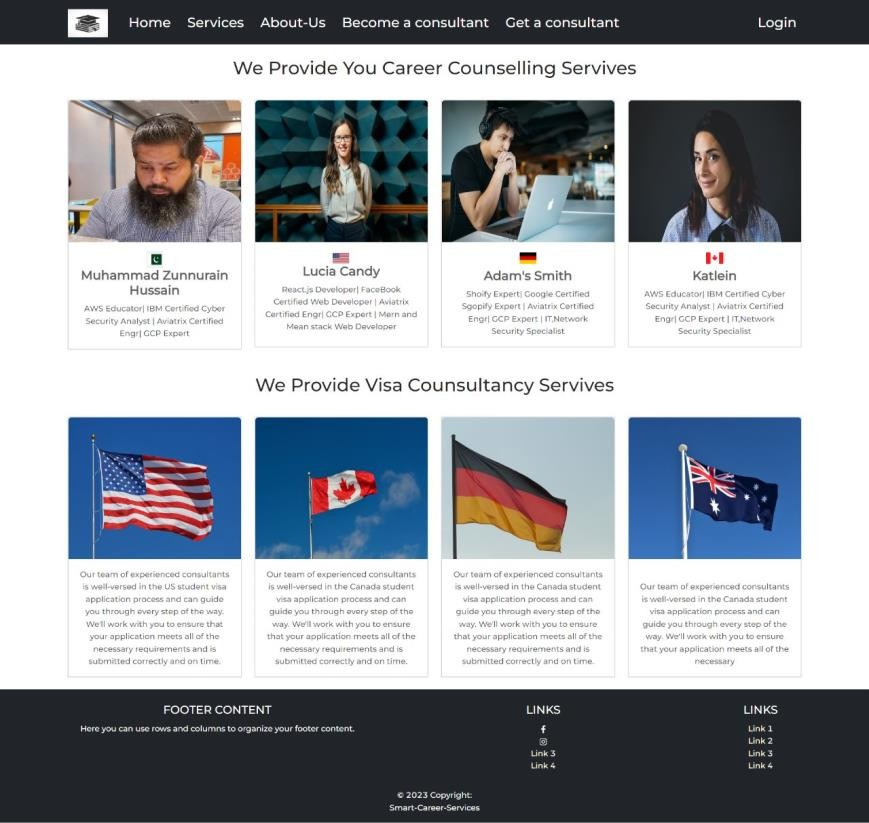 Home Services About-Us Become a consultant Get a consultant Login
We Provide You Career Counselling Servives
Muhammad Zunnurain
Hussain
AWS Educator| IBM Certified Cyber
Security Analyst | Aviatrix Certified
Engr| GCP Expert
Lucia Candy
React.js Developer| FaceBook
Certified Web Developer | Aviatrix
Certified Engr| GCP Expert | Mern and
Mean stack Web Developer
Adam's Smith
Shoify Expert| Google Certified
Sgopify Expert | Aviatrix Certified
Engr| GCP Expert | IT,Network
Security Specialist
Katlein
AWS Educator| IBM Certified Cyber
Security Analyst | Aviatrix Certified
Engr| GCP Expert | IT,Network
Security Specialist
We Provide Visa Counsultancy Servives
Our team of experienced consultants
is well-versed in the US student visa
application process and can guide
you through every step of the way.
We'll work with you to ensure that
your application meets all of the
necessary requirements and is
submitted correctly and on time.
Our team of experienced consultants
is well-versed in the Canada student
visa application process and can
guide you through every step of the
way. We'll work with you to ensure
that your application meets all of the
necessary requirements and is
submitted correctly and on time.
Our team of experienced consultants
is well-versed in the Canada student
visa application process and can
guide you through every step of the
way. We'll work with you to ensure
that your application meets all of the
necessary requirements and is
submitted correctly and on time.
Our team of experienced consultants
is well-versed in the Canada student
visa application process and can
guide you through every step of the
way. We'll work with you to ensure
that your application meets all of the
necessary
FOOTER CONTENT
Here you can use rows and columns to organize your footer content.
LINKS
Link 3
Link 4
LINKS
Link 1
Link 2
Link 3
Link 4
© 2023 Copyright:
Smart-Career-Services